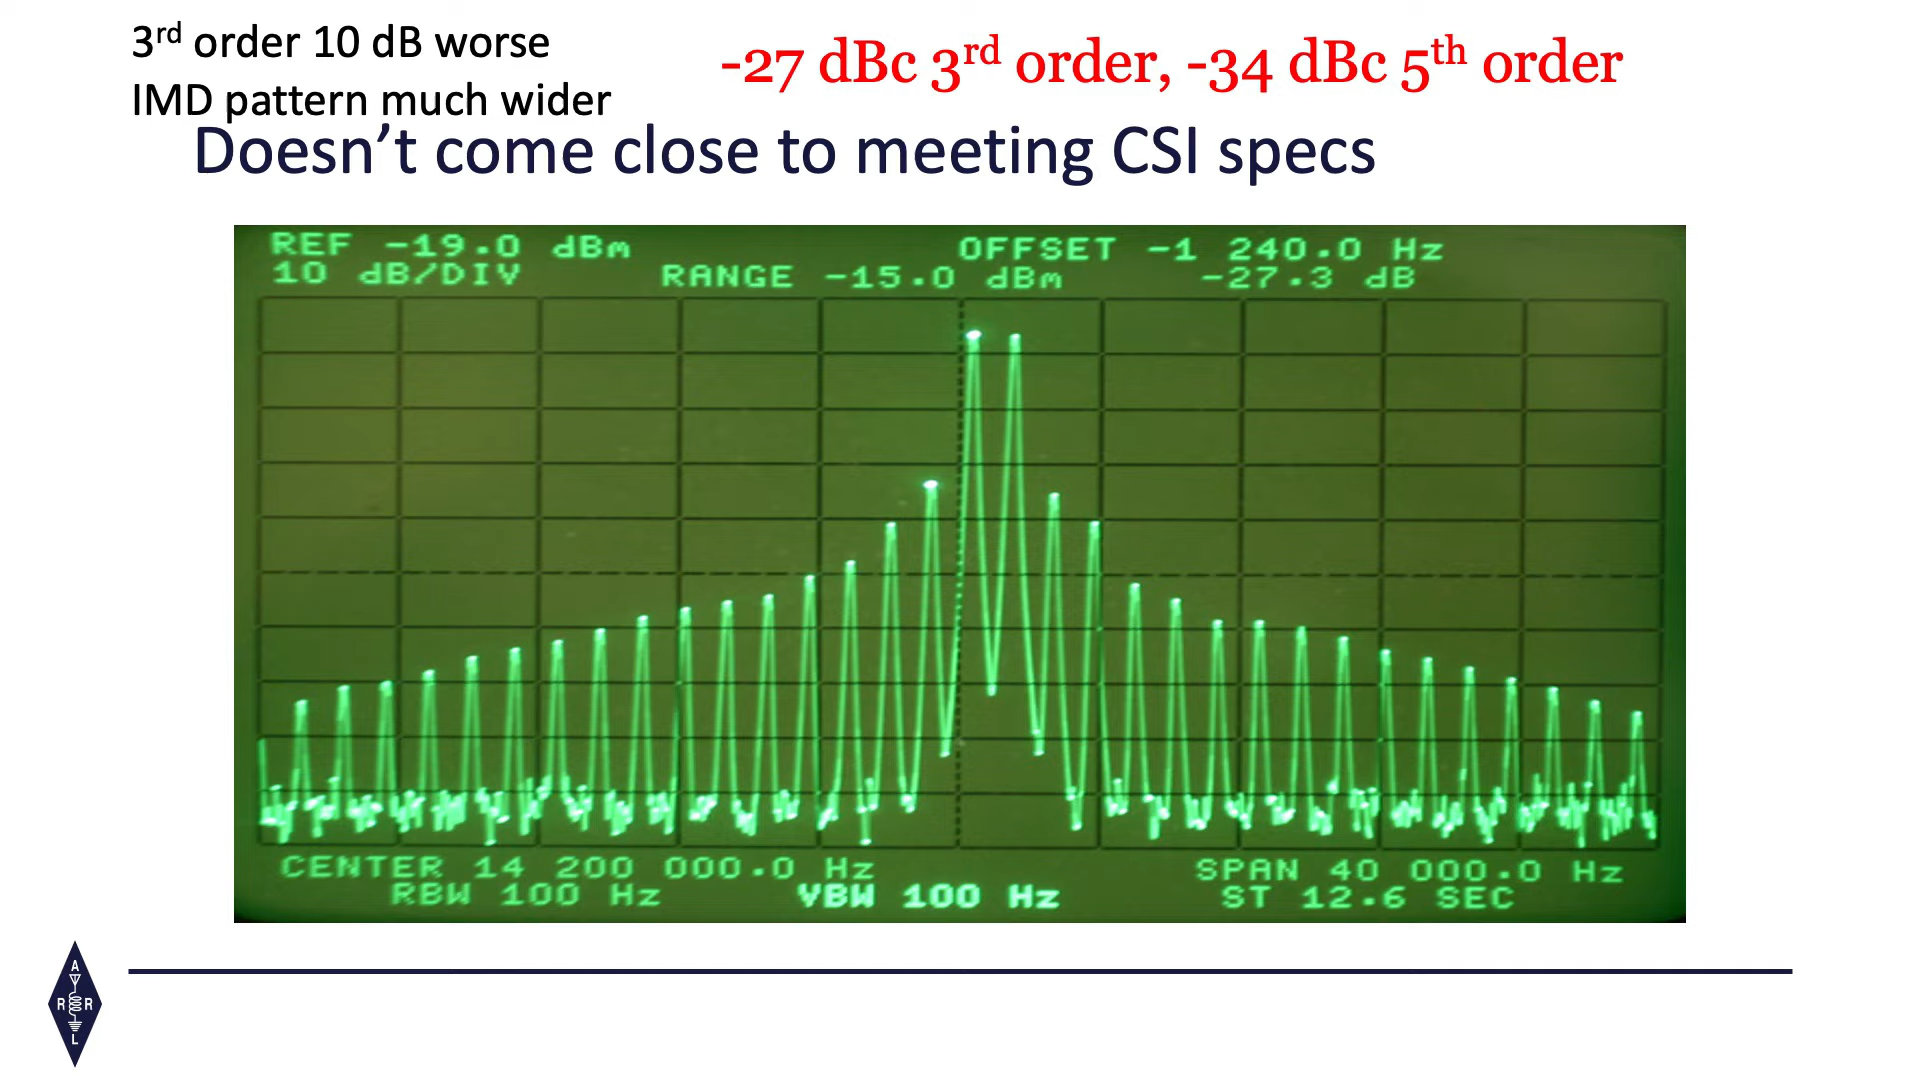 3rd order 10 dB worse
IMD pattern much wider
-27 dBc 3rd order, -34 dBc 5th order
Doesn't come close to meeting CSI specs
REF -19.0 dBm
OFFSET -1 240.0 Hz
10 dB/DIV
RANGE -15.0 dBm
-27.3 dB
CENTER 14 200 000.0 Hz
SPAN 40 000.0 Hz
RBW 100 Hz
VBW 100 Hz
ST 12.6 SEC
A
R R
L